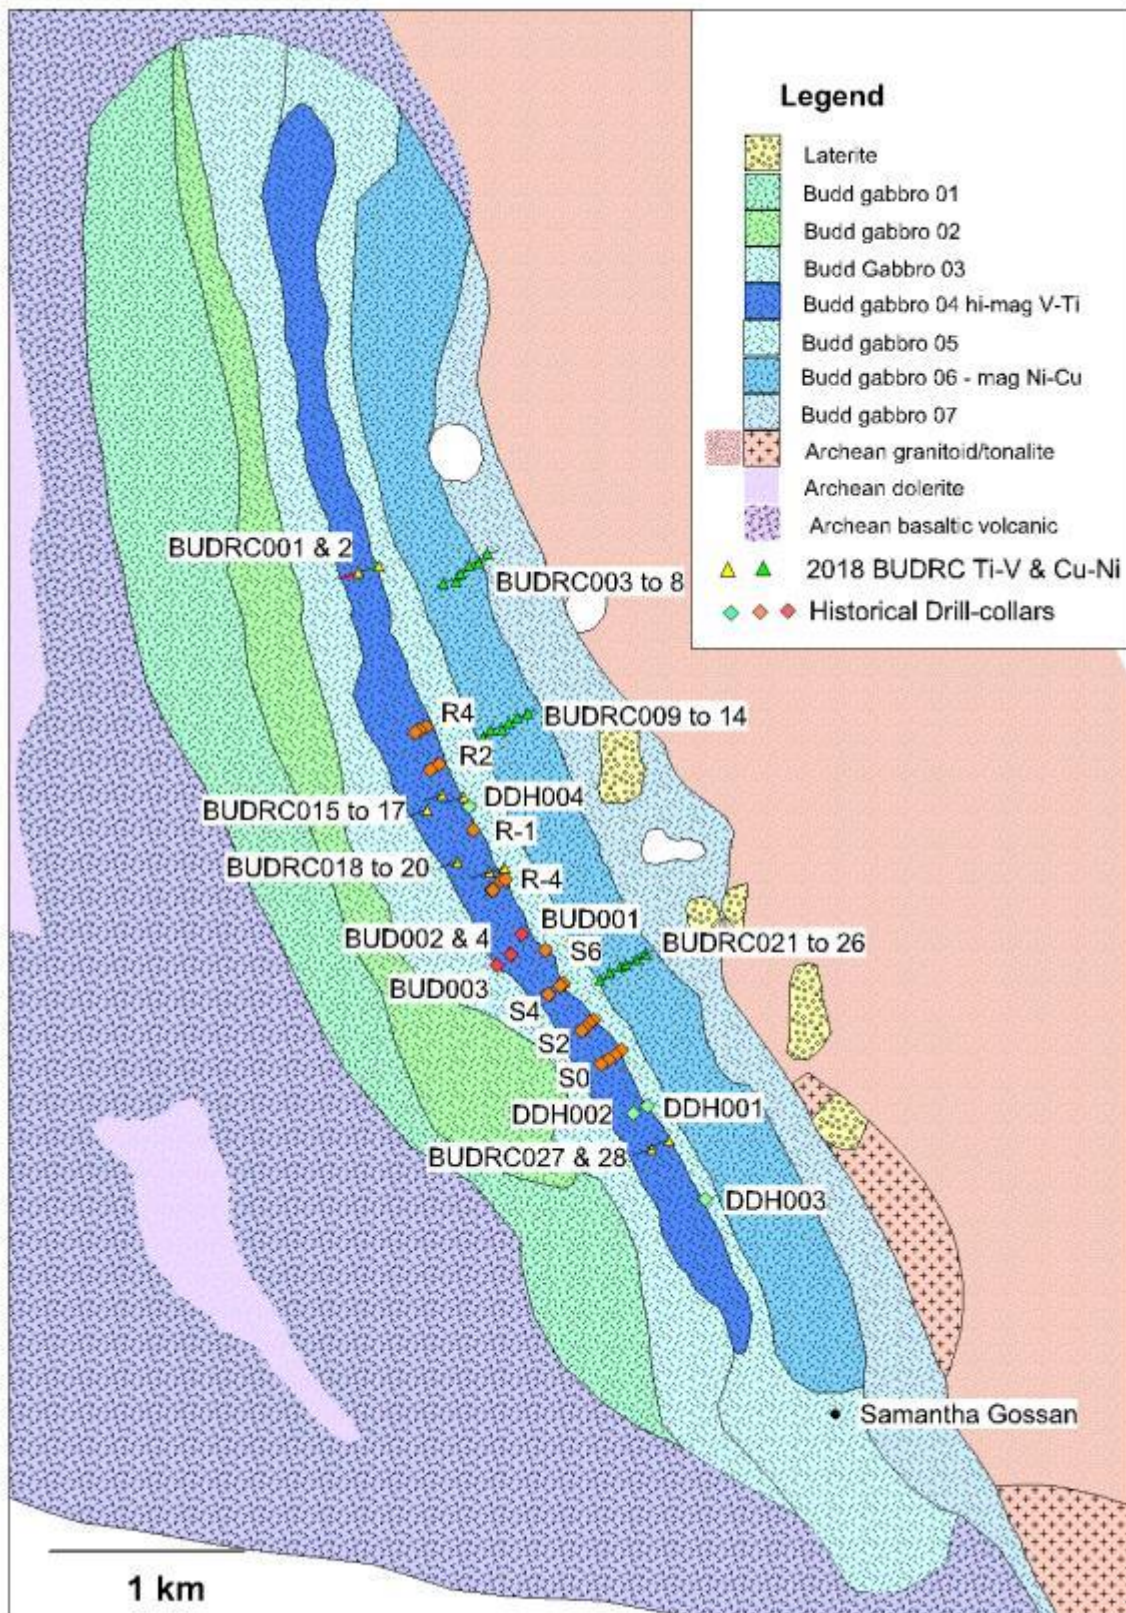 Legend
Laterite
Budd gabbro 01
Budd gabbro 02
Budd Gabbro 03
Budd gabbro 04 hi-mag V-Ti
Budd gabbro 05
Budd gabbro 06 - mag Ni-Cu
Budd gabbro 07
Archean granitoid/tonalite
Archean dolerite
Archean basaltic volcanic
2018 BUDRC Ti-V & Cu-Ni
Historical Drill-collars
BUDRC001 & 2
BUDRC003 to 8
R4
BUDRC009 to 14
R2
DDH004
BUDRC015 to 17
R-1
BUDRC018 to 20
R-4
BUD001
BUD002 & 4
S6
BUDRC021 to 26
BUD003
S4
S2
S0
DDH002
DDH001
BUDRC027 & 28
DDH003
Samantha Gossan
1 km